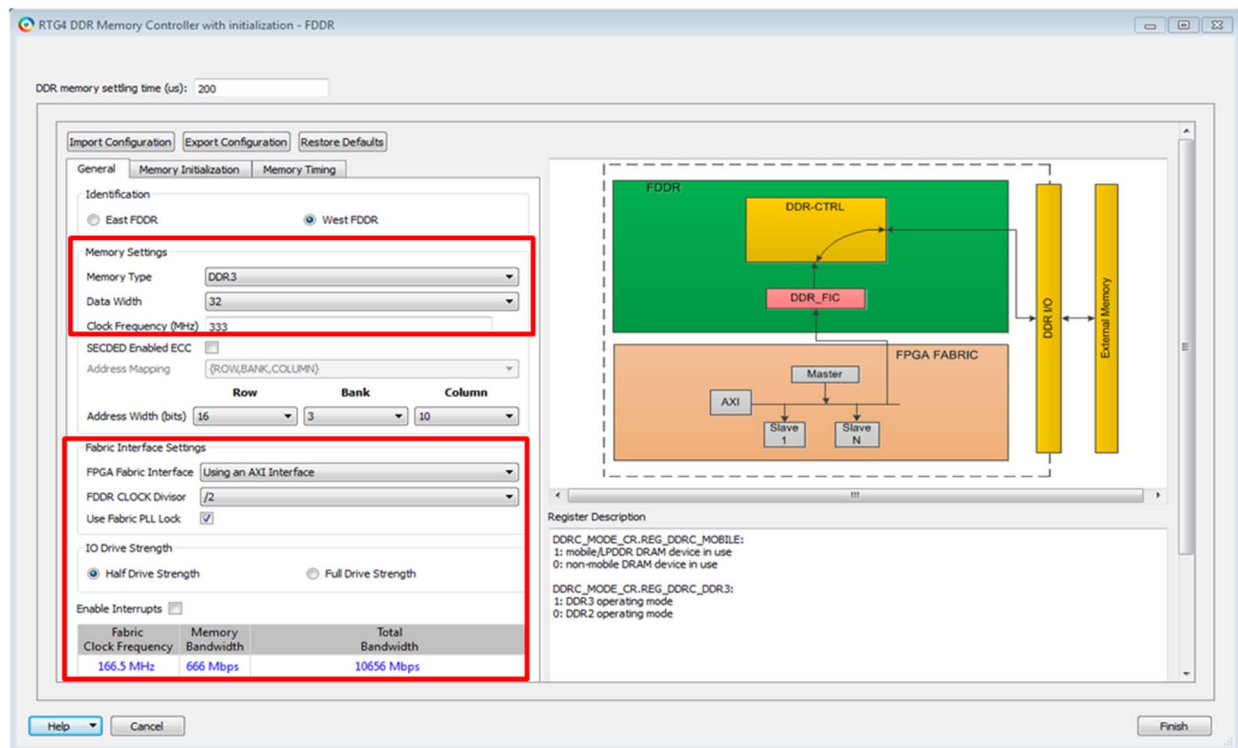 RTG4 DDR Memory Controller with initialization - FDDR
DDR memory settling time (us): 200
Import Configuration Export Configuration Restore Defaults
General Memory Initialization Memory Timing
Identification
East FDDR West FDDR
Memory Settings
Memory Type DDR3
Data Width 32
Clock Frequency (MHz) 333
SECDED Enabled ECC
Address Mapping {ROW,BANK,COLUMN}
Row Bank Column
Address Width (bits) 16 3 10
Fabric Interface Settings
FPGA Fabric Interface Using an AXI Interface
FDDR CLOCK Divisor /2
Use Fabric PLL Lock
IO Drive Strength
Half Drive Strength Full Drive Strength
Enable Interrupts
Fabric Memory Total
Clock Frequency Bandwidth Bandwidth
166.5 MHz 666 Mbps 10656 Mbps
FDDR
DDR-CTRL
DDR_FIC
FPGA FABRIC
Master
AXI
Slave
1
Slave
N
DDR I/O
External Memory
Register Description
DDRC_MODE_CR.REG_DDRC_MOBILE:
1: mobile/LPDDR DRAM device in use
0: non-mobile DRAM device in use
DDRC_MODE_CR.REG_DDRC_DDR3:
1: DDR3 operating mode
0: DDR2 operating mode
Help Cancel Finish